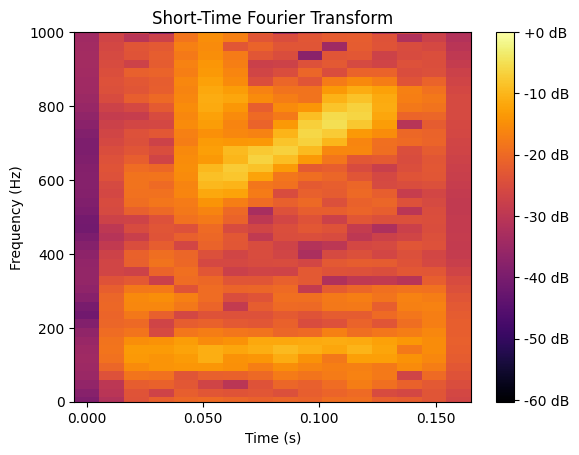 Short-Time Fourier Transform
1000
800
600
400
200
0
Frequency (Hz)
0.000
0.050
0.100
0.150
Time (s)
+0 dB
-10 dB
-20 dB
-30 dB
-40 dB
-50 dB
-60 dB